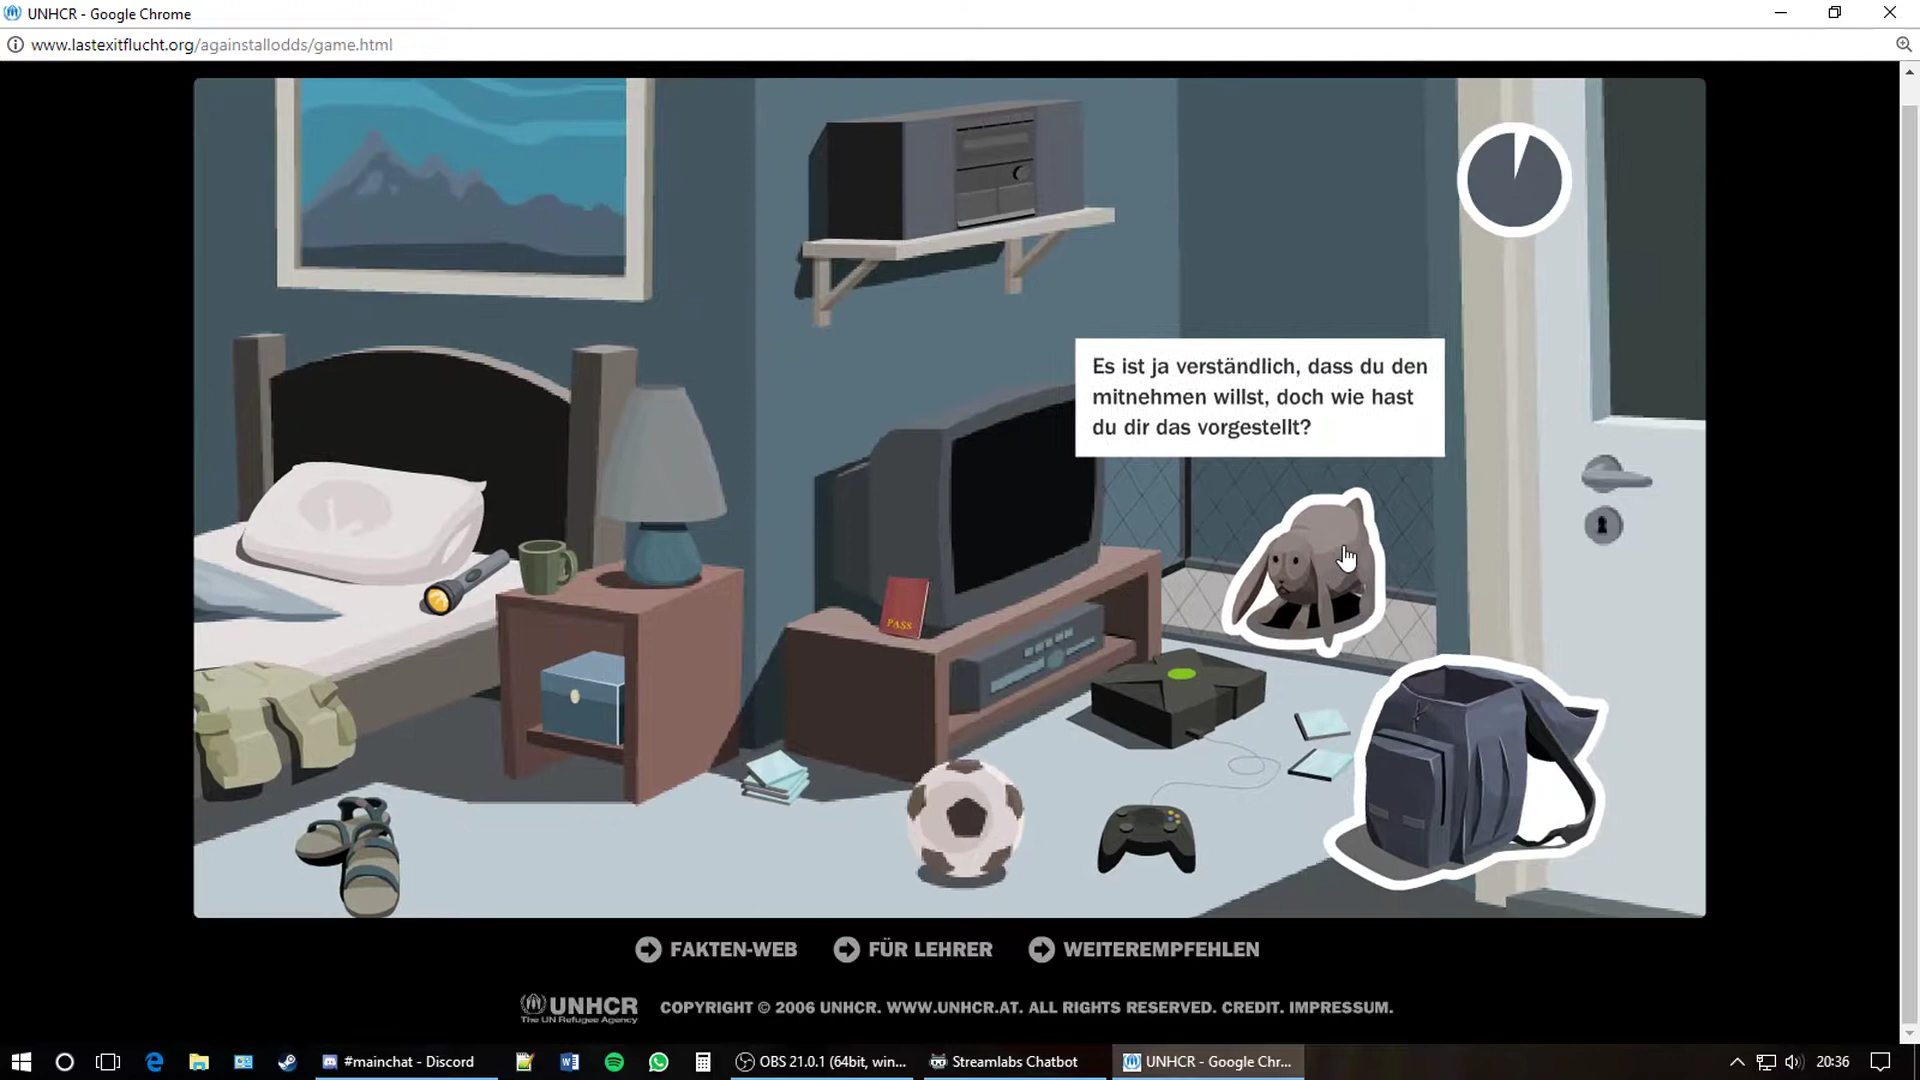 UNHCR - Google Chrome
www.lastexitflucht.org/againstallodds/game.html
Es ist ja verständlich, dass du den
mitnehmen willst, doch wie hast
du dir das vorgestellt?
PASS
FAKTEN-WEB FÜR LEHRER WEITEREMPFEHLEN
UNHCR
The UN Refugee Agency
COPYRIGHT © 2006 UNHCR. WWW.UNHCR.AT. ALL RIGHTS RESERVED. CREDIT. IMPRESSUM.
#mainchat - Discord OBS 21.0.1 (64bit, win... Streamlabs Chatbot UNHCR - Google Chr... 20:36